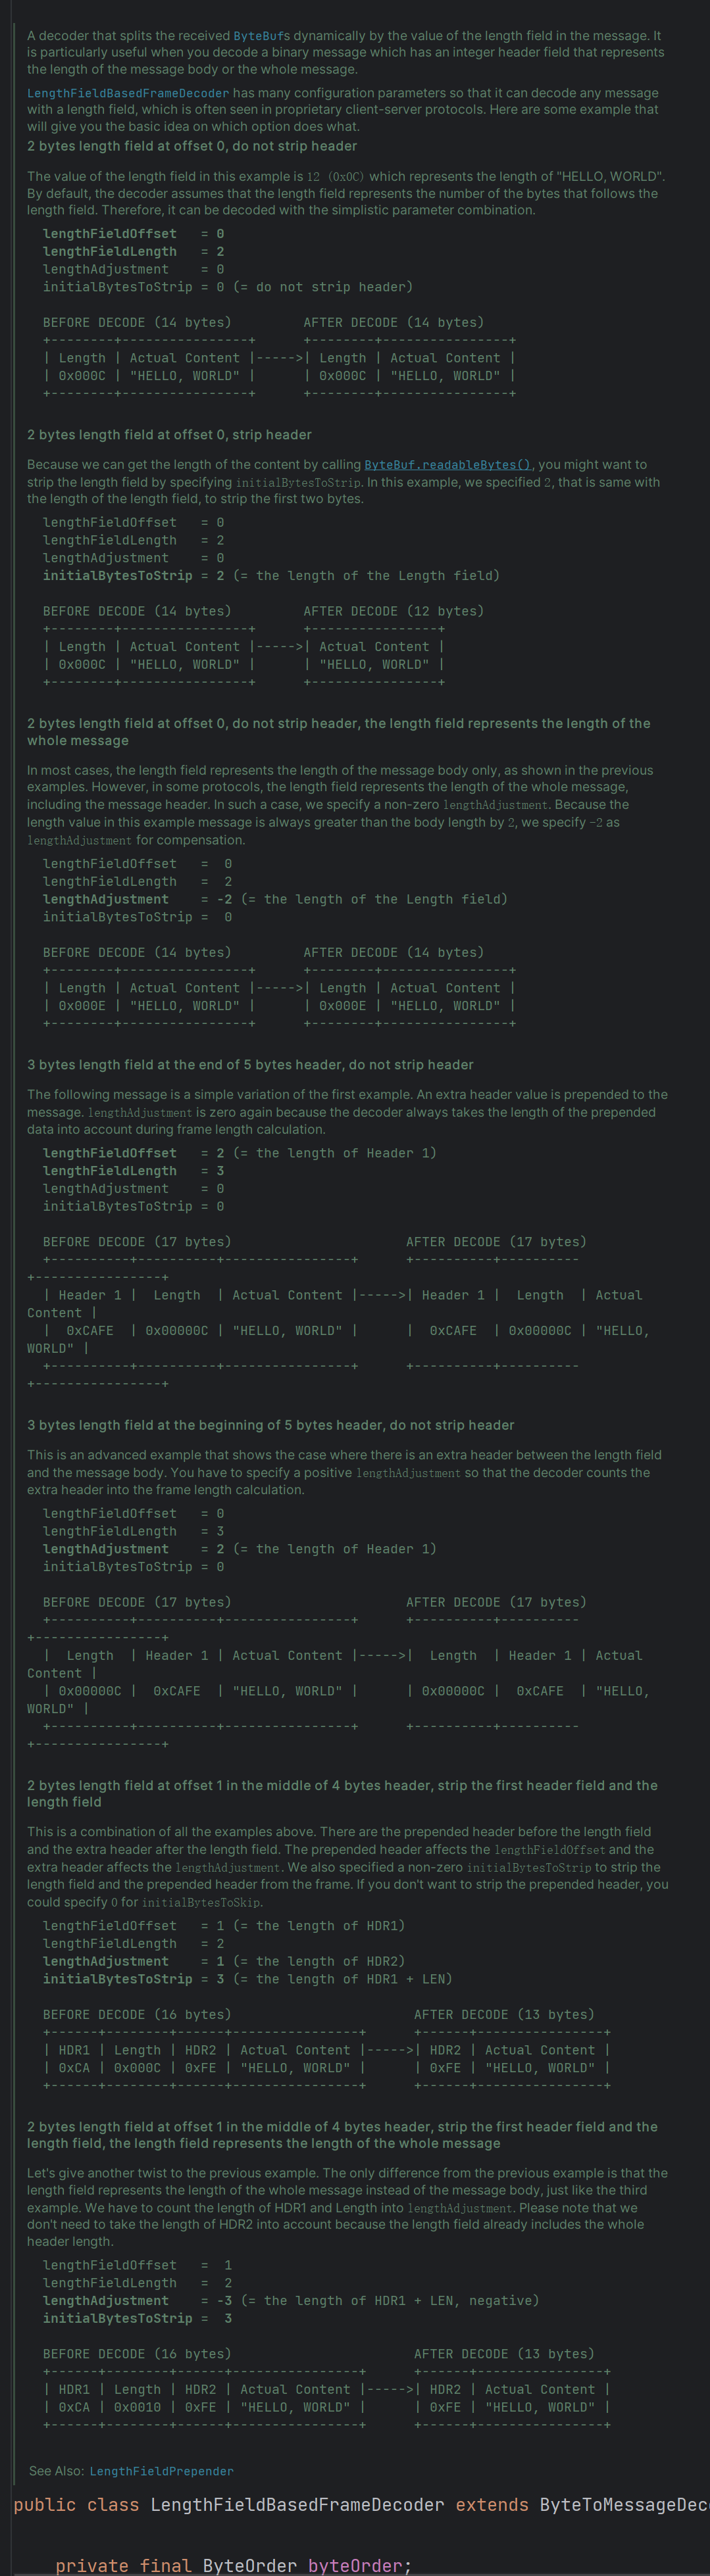 A decoder that splits the received ByteBufs dynamically by the value of the length field in the message. It
is particularly useful when you decode a binary message which has an integer header field that represents
the length of the message body or the whole message.
LengthFieldBasedFrameDecoder has many configuration parameters so that it can decode any message
with a length field, which is often seen in proprietary client-server protocols. Here are some example that
will give you the basic idea on which option does what.
2 bytes length field at offset 0, do not strip header
The value of the length field in this example is 12 (0x0C) which represents the length of "HELLO, WORLD".
By default, the decoder assumes that the length field represents the number of the bytes that follows the
length field. Therefore, it can be decoded with the simplistic parameter combination.
lengthFieldOffset   = 0
lengthFieldLength   = 2
lengthAdjustment    = 0
initialBytesToStrip = 0 (= do not strip header)
BEFORE DECODE (14 bytes)         AFTER DECODE (14 bytes)
+--------+----------------+      +--------+----------------+
| Length | Actual Content |----->| Length | Actual Content |
| 0x000C | "HELLO, WORLD" |      | 0x000C | "HELLO, WORLD" |
+--------+----------------+      +--------+----------------+
2 bytes length field at offset 0, strip header
Because we can get the length of the content by calling ByteBuf.readableBytes(), you might want to
strip the length field by specifying initialBytesToStrip. In this example, we specified 2, that is same with
the length of the length field, to strip the first two bytes.
lengthFieldOffset   = 0
lengthFieldLength   = 2
lengthAdjustment    = 0
initialBytesToStrip = 2 (= the length of the Length field)
BEFORE DECODE (14 bytes)         AFTER DECODE (12 bytes)
+--------+----------------+      +----------------+
| Length | Actual Content |----->| Actual Content |
| 0x000C | "HELLO, WORLD" |      | "HELLO, WORLD" |
+--------+----------------+      +----------------+
2 bytes length field at offset 0, do not strip header, the length field represents the length of the
whole message
In most cases, the length field represents the length of the message body only, as shown in the previous
examples. However, in some protocols, the length field represents the length of the whole message,
including the message header. In such a case, we specify a non-zero lengthAdjustment. Because the
length value in this example message is always greater than the body length by 2, we specify -2 as
lengthAdjustment for compensation.
lengthFieldOffset   =  0
lengthFieldLength   =  2
lengthAdjustment    = -2 (= the length of the Length field)
initialBytesToStrip =  0
BEFORE DECODE (14 bytes)         AFTER DECODE (14 bytes)
+--------+----------------+      +--------+----------------+
| Length | Actual Content |----->| Length | Actual Content |
| 0x000E | "HELLO, WORLD" |      | 0x000E | "HELLO, WORLD" |
+--------+----------------+      +--------+----------------+
3 bytes length field at the end of 5 bytes header, do not strip header
The following message is a simple variation of the first example. An extra header value is prepended to the
message. lengthAdjustment is zero again because the decoder always takes the length of the prepended
data into account during frame length calculation.
lengthFieldOffset   = 2 (= the length of Header 1)
lengthFieldLength   = 3
lengthAdjustment    = 0
initialBytesToStrip = 0
BEFORE DECODE (17 bytes)                      AFTER DECODE (17 bytes)
+----------+----------+----------------+      +----------+----------
+----------------+
| Header 1 |  Length  | Actual Content |----->| Header 1 |  Length  | Actual
Content |
|  0xCAFE  | 0x00000C | "HELLO, WORLD" |      |  0xCAFE  | 0x00000C | "HELLO,
WORLD" |
+----------+----------+----------------+      +----------+----------
+----------------+
3 bytes length field at the beginning of 5 bytes header, do not strip header
This is an advanced example that shows the case where there is an extra header between the length field
and the message body. You have to specify a positive lengthAdjustment so that the decoder counts the
extra header into the frame length calculation.
lengthFieldOffset   = 0
lengthFieldLength   = 3
lengthAdjustment    = 2 (= the length of Header 1)
initialBytesToStrip = 0
BEFORE DECODE (17 bytes)                      AFTER DECODE (17 bytes)
+----------+----------+----------------+      +----------+----------
+----------------+
|  Length  | Header 1 | Actual Content |----->|  Length  | Header 1 | Actual
Content |
| 0x00000C |  0xCAFE  | "HELLO, WORLD" |      | 0x00000C |  0xCAFE  | "HELLO,
WORLD" |
+----------+----------+----------------+      +----------+----------
+----------------+
2 bytes length field at offset 1 in the middle of 4 bytes header, strip the first header field and the
length field
This is a combination of all the examples above. There are the prepended header before the length field
and the extra header after the length field. The prepended header affects the lengthFieldOffset and the
extra header affects the lengthAdjustment. We also specified a non-zero initialBytesToStrip to strip the
length field and the prepended header from the frame. If you don't want to strip the prepended header, you
could specify 0 for initialBytesToSkip.
lengthFieldOffset   = 1 (= the length of HDR1)
lengthFieldLength   = 2
lengthAdjustment    = 1 (= the length of HDR2)
initialBytesToStrip = 3 (= the length of HDR1 + LEN)
BEFORE DECODE (16 bytes)                       AFTER DECODE (13 bytes)
+------+--------+------+----------------+      +------+----------------+
| HDR1 | Length | HDR2 | Actual Content |----->| HDR2 | Actual Content |
| 0xCA | 0x000C | 0xFE | "HELLO, WORLD" |      | 0xFE | "HELLO, WORLD" |
+------+--------+------+----------------+      +------+----------------+
2 bytes length field at offset 1 in the middle of 4 bytes header, strip the first header field and the
length field, the length field represents the length of the whole message
Let's give another twist to the previous example. The only difference from the previous example is that the
length field represents the length of the whole message instead of the message body, just like the third
example. We have to count the length of HDR1 and Length into lengthAdjustment. Please note that we
don't need to take the length of HDR2 into account because the length field already includes the whole
header length.
lengthFieldOffset   =  1
lengthFieldLength   =  2
lengthAdjustment    = -3 (= the length of HDR1 + LEN, negative)
initialBytesToStrip =  3
BEFORE DECODE (16 bytes)                       AFTER DECODE (13 bytes)
+------+--------+------+----------------+      +------+----------------+
| HDR1 | Length | HDR2 | Actual Content |----->| HDR2 | Actual Content |
| 0xCA | 0x0010 | 0xFE | "HELLO, WORLD" |      | 0xFE | "HELLO, WORLD" |
+------+--------+------+----------------+      +------+----------------+
See Also: LengthFieldPrepender
public class LengthFieldBasedFrameDecoder extends ByteToMessageDec
private final ByteOrder byteOrder;